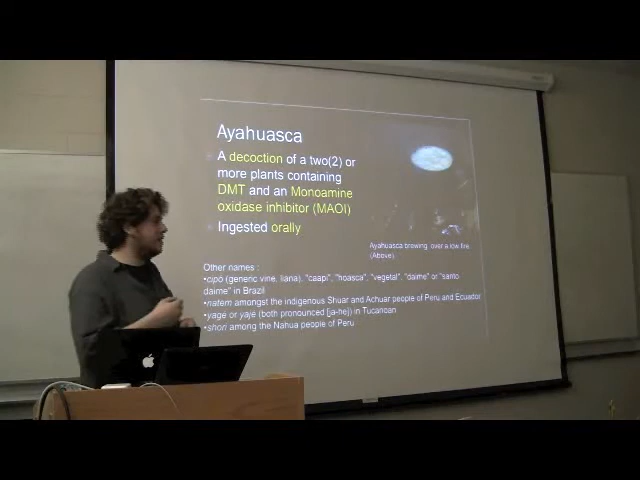 Ayahuasca
A decoction of a two(2) or
more plants containing
DMT and an Monoamine
oxidase inhibitor (MAOI)
Ingested orally
Ayahuasca brewing over a low fire.
(Above).
Other names :
•cipó (generic vine, liana), "caapi", "hoasca", "vegetal", "daime" or "santo
daime" in Brazil
•natem amongst the indigenous Shuar and Achuar people of Peru and Ecuador
•yage or yajé (both pronounced [ja-he]) in Tucanoan
•shori among the Nahua people of Peru